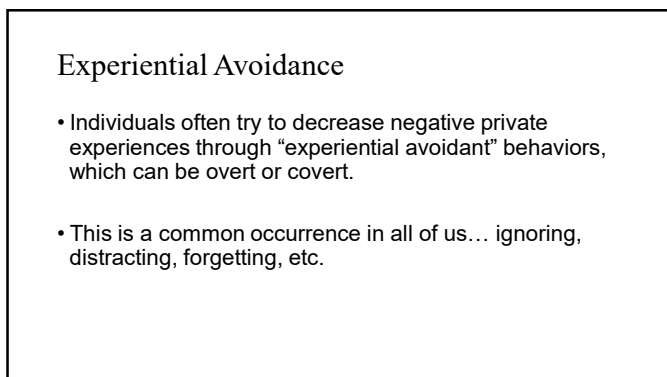 Experiential Avoidance
• Individuals often try to decrease negative private
experiences through “experiential avoidant” behaviors,
which can be overt or covert.
• This is a common occurrence in all of us… ignoring,
distracting, forgetting, etc.